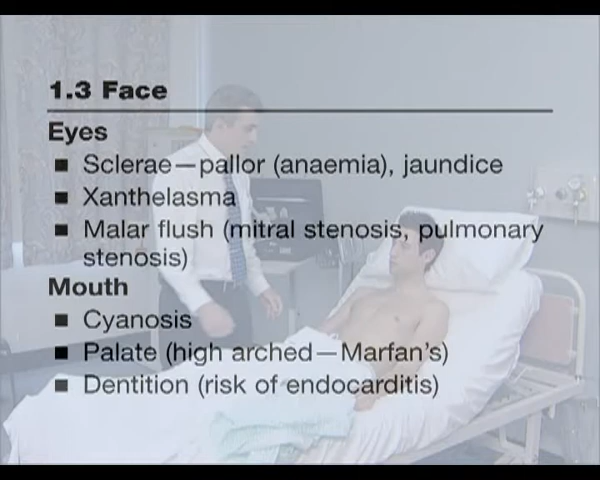 1.3 Face
Eyes
■ Sclerae—pallor (anaemia), jaundice
■ Xanthelasma
■ Malar flush (mitral stenosis, pulmonary
stenosis)
Mouth
■ Cyanosis
■ Palate (high arched—Marfan's)
■ Dentition (risk of endocarditis)